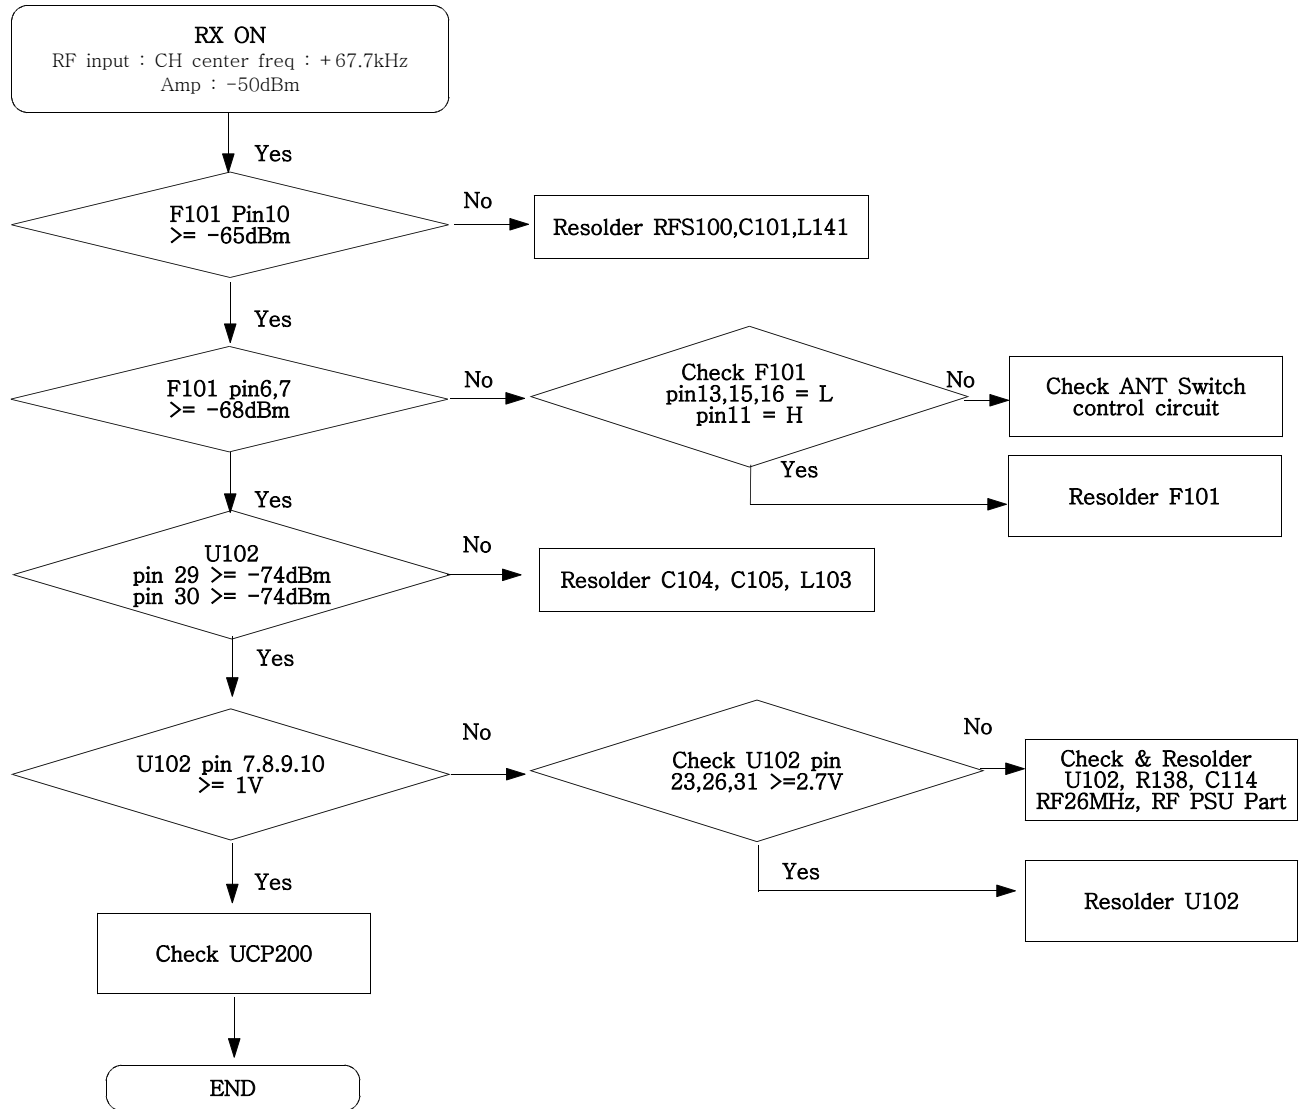 RX ON
RF input : CH center freq : +67.7kHz
Amp : -50dBm
Yes
F101 Pin10
>= -65dBm
No
Resolder RFS100,C101,L141
Yes
F101 pin6,7
>= -68dBm
No
Check F101
pin13,15,16 = L
pin11 = H
No
Check ANT Switch
control circuit
Yes
Resolder F101
Yes
U102
pin 29 >= -74dBm
pin 30 >= -74dBm
No
Resolder C104, C105, L103
Yes
U102 pin 7.8.9.10
>= 1V
No
Check U102 pin
23,26,31 >=2.7V
No
Check & Resolder
U102, R138, C114
RF26MHz, RF PSU Part
Yes
Resolder U102
Yes
Check UCP200
END